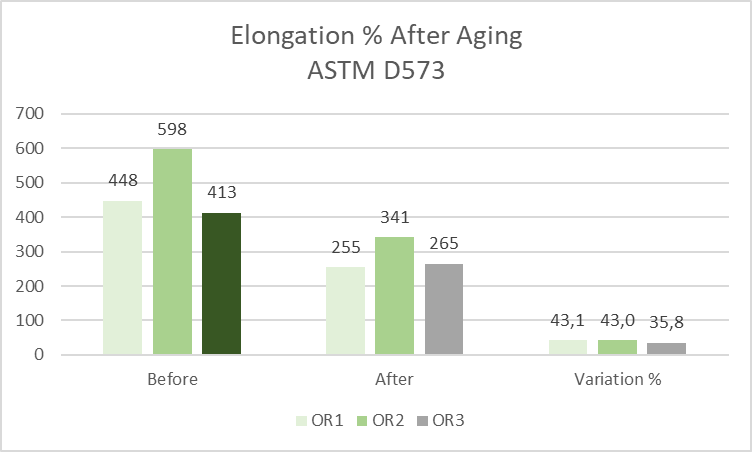 Elongation % After Aging
ASTM D573
700
600
500
400
300
200
100
0
448
598
413
255
341
265
43,1
43,0
35,8
Before
After
Variation %
OR1
OR2
OR3